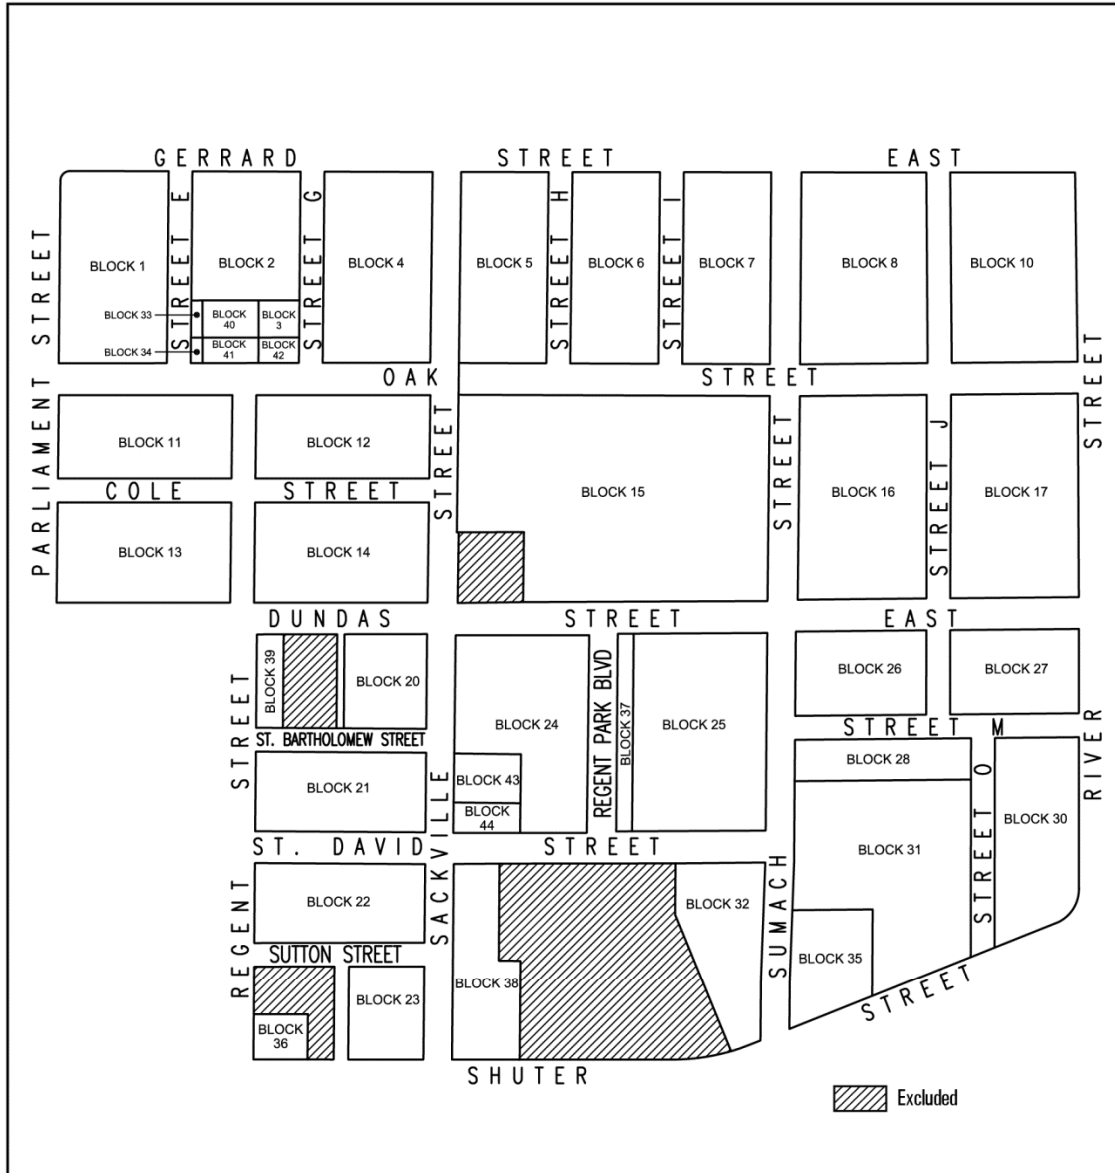 GERRARD STREET EAST
STREET
STREET E
STREET G
STREET H
STREET I
BLOCK 1
BLOCK 2
BLOCK 4
BLOCK 5
BLOCK 6
BLOCK 7
BLOCK 8
BLOCK 10
BLOCK 33
BLOCK
40
BLOCK
3
BLOCK 34
BLOCK
41
BLOCK
42
OAK STREET
PARLIAMENT
STREET
STREET
STREET J
STREET
BLOCK 11
BLOCK 12
BLOCK 15
BLOCK 16
BLOCK 17
COLE STREET
BLOCK 13
BLOCK 14
DUNDAS STREET EAST
STREET
BLOCK 39
BLOCK 20
BLOCK 24
REGENT PARK BLVD
BLOCK 37
BLOCK 25
BLOCK 26
BLOCK 27
ST. BARTHOLOMEW STREET
STREET M
RIVER
BLOCK 21
SACKVILLE
BLOCK 43
BLOCK
44
BLOCK 28
STREET O
BLOCK 30
ST. DAVID STREET
BLOCK 31
REGENT
BLOCK 22
BLOCK 32
SUMACH
SUTTON STREET
BLOCK 35
BLOCK 23
BLOCK 38
STREET
BLOCK
36
SHUTER
Excluded